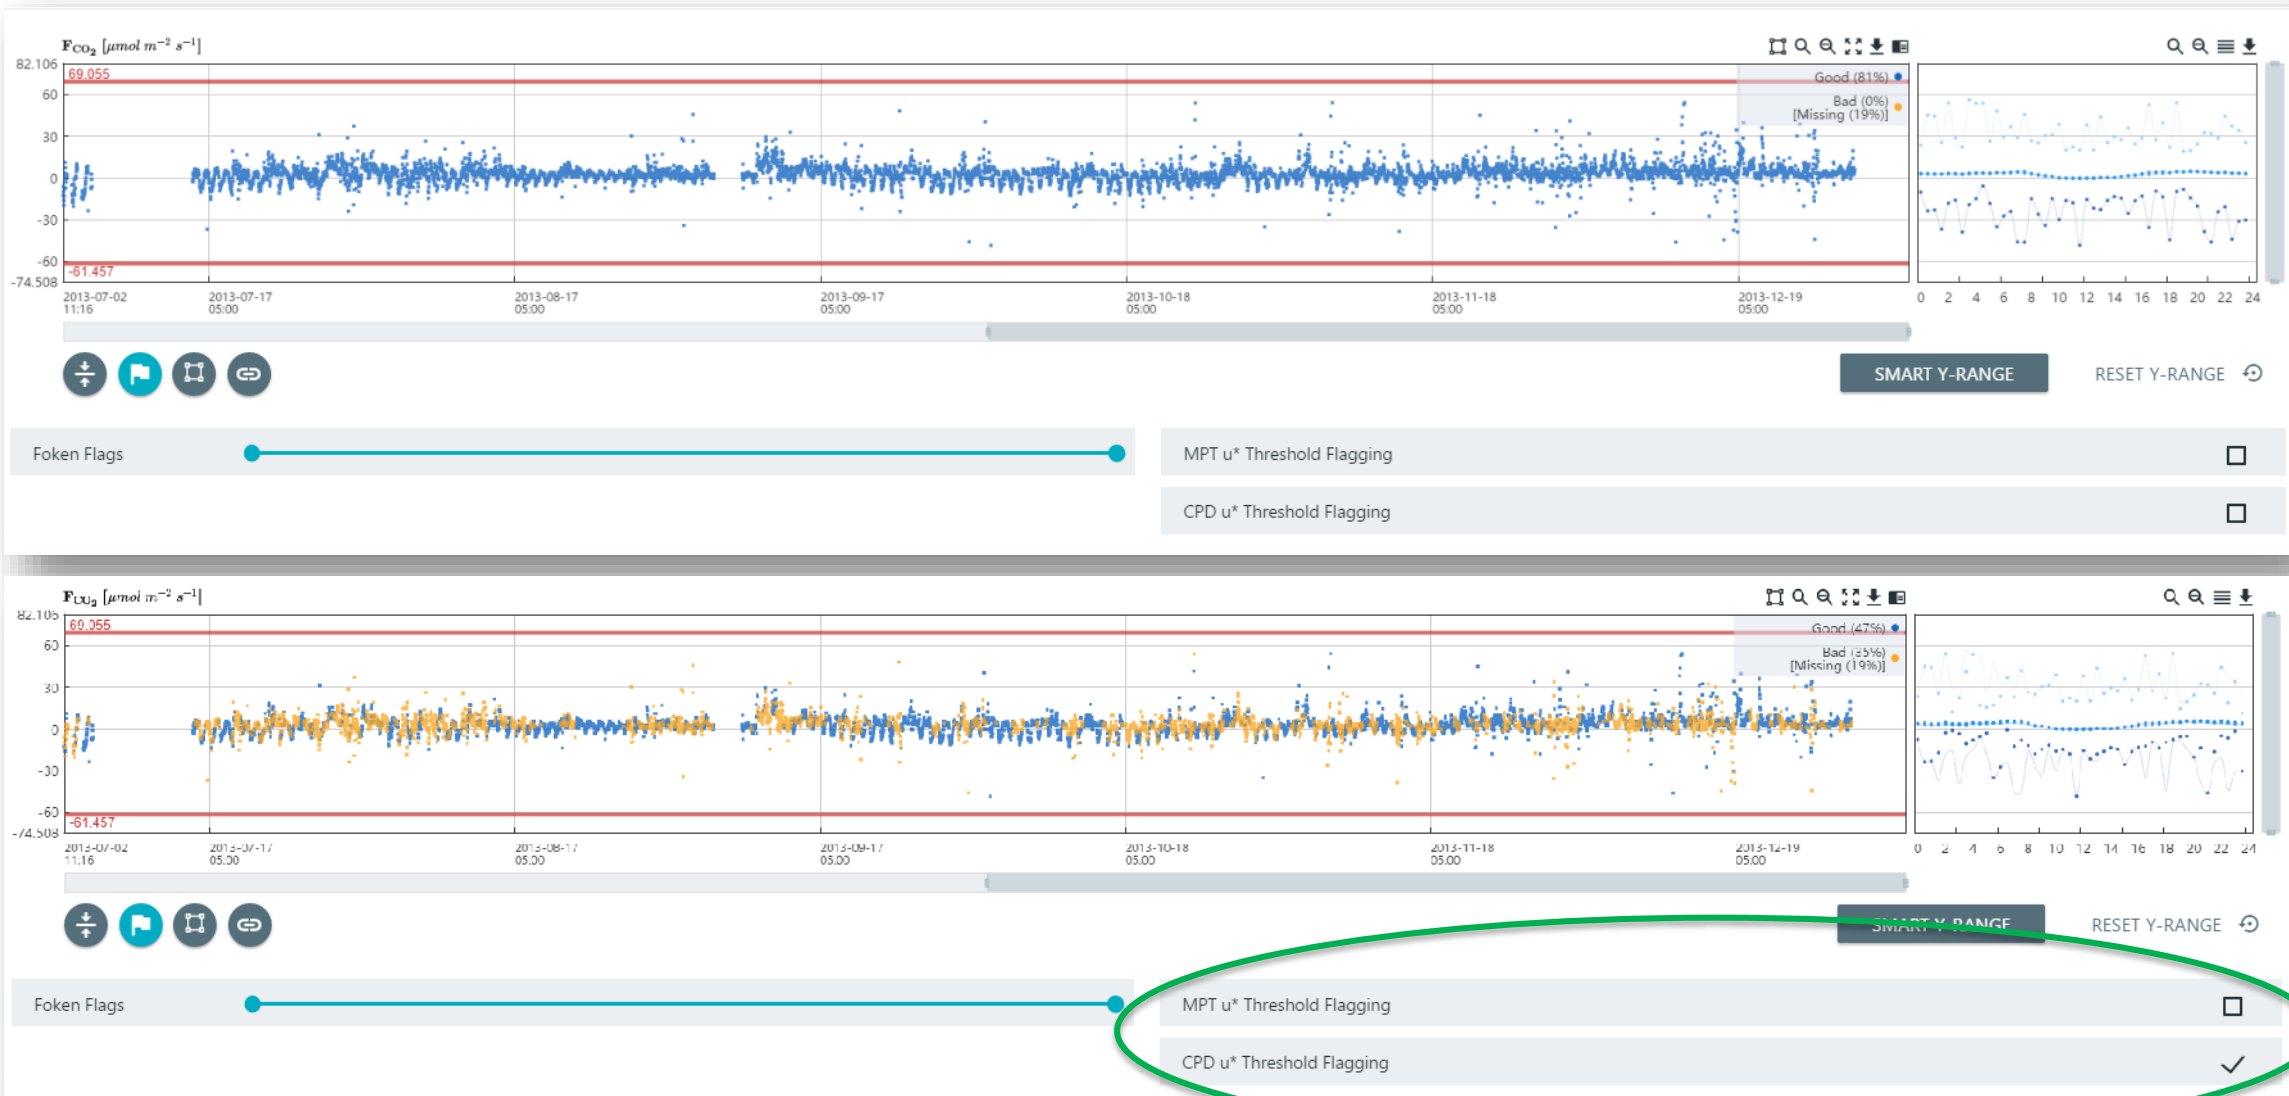 F_CO₂ [μmol m⁻² s⁻¹]
82.106
69.055
60
30
0
-30
-60
-61.457
-74.508
Good (81%)
Bad (0%)
[Missing (19%)]
2013-07-02 11:16
2013-07-17 05:00
2013-08-17 05:00
2013-09-17 05:00
2013-10-18 05:00
2013-11-18 05:00
2013-12-19 05:00
0 2 4 6 8 10 12 14 16 18 20 22 24
SMART Y-RANGE
RESET Y-RANGE
Foken Flags
MPT u* Threshold Flagging
CPD u* Threshold Flagging
F_CO₂ [μmol m⁻² s⁻¹]
82.106
69.055
60
30
0
-30
-60
-61.457
-74.508
Good (47%)
Bad (35%)
[Missing (19%)]
2013-07-02 11:16
2013-07-17 05:00
2013-08-17 05:00
2013-09-17 05:00
2013-10-18 05:00
2013-11-18 05:00
2013-12-19 05:00
0 2 4 6 8 10 12 14 16 18 20 22 24
SMART Y-RANGE
RESET Y-RANGE
Foken Flags
MPT u* Threshold Flagging
CPD u* Threshold Flagging